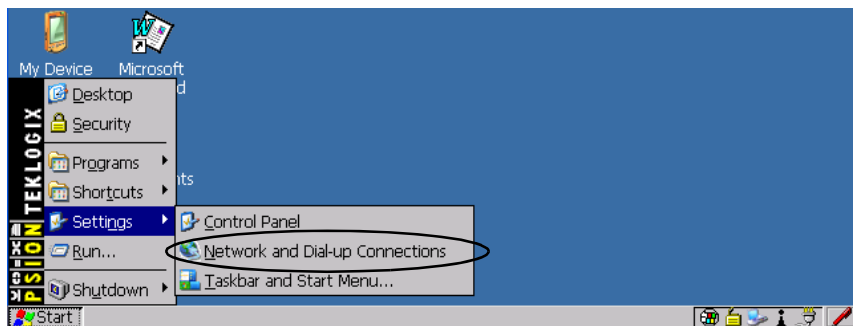 My Device
Microsoft
d
Desktop
Security
Programs
nts
Shortcuts
Settings
Control Panel
Run...
Network and Dial-up Connections
Shutdown
Taskbar and Start Menu...
PSION TEKLOGIX
Start